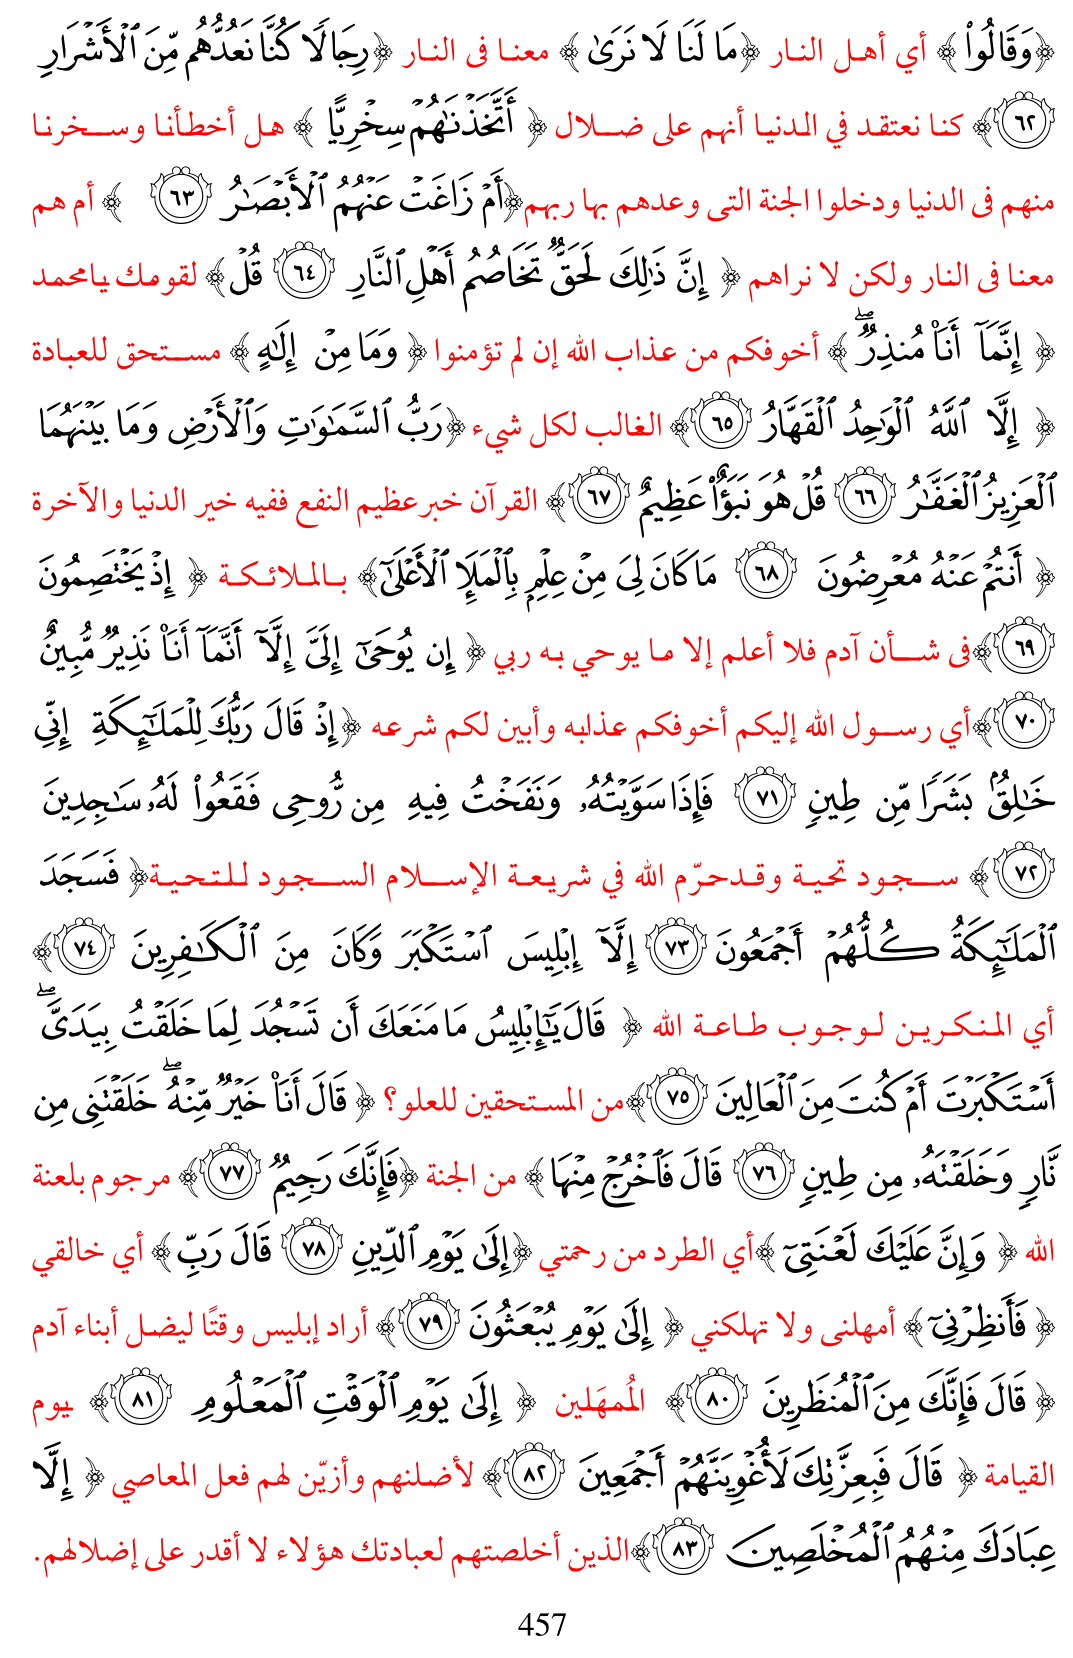 ﴿وَقَالُوا۟ ﴾ أي أهل النار ﴿مَا لَنَا لَا نَرَىٰ ﴾ معنا فى النار ﴿رِجَالًا كُنَّا نَعُدُّهُم مِّنَ ٱلْأَشْرَارِ
٦٢﴾ كنا نعتقد في الدنيا أنهم على ضلال ﴿ أَتَّخَذْنَـٰهُمْ سِخْرِيًّا ﴾ هل أخطأنا وسخرنا
منهم فى الدنيا ودخلوا الجنة التى وعدهم بها ربهم﴿أَمْ زَاغَتْ عَنْهُمُ ٱلْأَبْصَـٰرُ ٦٣ ﴾ أم هم
معنا فى النار ولكن لا نراهم ﴿ إِنَّ ذَٰلِكَ لَحَقٌّ تَخَاصُمُ أَهْلِ ٱلنَّارِ ٦٤ قُلْ﴾ لقومك يامحمد
﴿ إِنَّمَآ أَنَا۠ مُنذِرٌ ۖ﴾ أخوفكم من عذاب الله إن لم تؤمنوا ﴿ وَمَا مِنْ إِلَـٰهٍ ﴾ مستحق للعبادة
﴿ إِلَّا ٱللَّهُ ٱلْوَٰحِدُ ٱلْقَهَّارُ ٦٥﴾ الغالب لكل شيء ﴿رَبُّ ٱلسَّمَـٰوَٰتِ وَٱلْأَرْضِ وَمَا بَيْنَهُمَا
ٱلْعَزِيزُ ٱلْغَفَّـٰرُ ٦٦ قُلْ هُوَ نَبَؤٌا۟ عَظِيمٌ ٦٧﴾ القرآن خبرعظيم النفع ففيه خير الدنيا والآخرة
﴿ أَنتُمْ عَنْهُ مُعْرِضُونَ ٦٨ مَا كَانَ لِىَ مِنْ عِلْمٍۭ بِٱلْمَلَإِ ٱلْأَعْلَىٰٓ﴾ بالملائكة ﴿ إِذْ يَخْتَصِمُونَ
٦٩﴾فى شأن آدم فلا أعلم إلا ما يوحي به ربي ﴿ إِن يُوحَىٰٓ إِلَىَّ إِلَّآ أَنَّمَآ أَنَا۠ نَذِيرٌ مُّبِينٌ
٧٠﴾أي رسول الله إليكم أخوفكم عذابه وأبين لكم شرعه ﴿إِذْ قَالَ رَبُّكَ لِلْمَلَـٰٓئِكَةِ إِنِّى
خَـٰلِقٌۢ بَشَرًا مِّن طِينٍ ٧١ فَإِذَا سَوَّيْتُهُۥ وَنَفَخْتُ فِيهِ مِن رُّوحِى فَقَعُوا۟ لَهُۥ سَـٰجِدِينَ
٧٢﴾ سجود تحية وقدحرّم الله في شريعة الإسلام السجود للتحية﴿ فَسَجَدَ
ٱلْمَلَـٰٓئِكَةُ كُلُّهُمْ أَجْمَعُونَ ٧٣ إِلَّآ إِبْلِيسَ ٱسْتَكْبَرَ وَكَانَ مِنَ ٱلْكَـٰفِرِينَ ٧٤﴾
أي المنكرين لوجوب طاعة الله ﴿ قَالَ يَـٰٓإِبْلِيسُ مَا مَنَعَكَ أَن تَسْجُدَ لِمَا خَلَقْتُ بِيَدَىَّ ۖ
أَسْتَكْبَرْتَ أَمْ كُنتَ مِنَ ٱلْعَالِينَ ٧٥﴾من المستحقين للعلو؟ ﴿ قَالَ أَنَا۠ خَيْرٌ مِّنْهُ ۖ خَلَقْتَنِى مِن
نَّارٍ وَخَلَقْتَهُۥ مِن طِينٍ ٧٦ قَالَ فَٱخْرُجْ مِنْهَا﴾ من الجنة ﴿فَإِنَّكَ رَجِيمٌ ٧٧﴾ مرجوم بلعنة
الله ﴿ وَإِنَّ عَلَيْكَ لَعْنَتِىٓ ﴾أي الطرد من رحمتي ﴿إِلَىٰ يَوْمِ ٱلدِّينِ ٧٨ قَالَ رَبِّ ﴾ أي خالقي
﴿ فَأَنظِرْنِىٓ ﴾ أمهلنى ولا تهلكني ﴿ إِلَىٰ يَوْمِ يُبْعَثُونَ ٧٩﴾ أراد إبليس وقتًا ليضل أبناء آدم
﴿ قَالَ فَإِنَّكَ مِنَ ٱلْمُنظَرِينَ ٨٠﴾ المُمهَلين ﴿ إِلَىٰ يَوْمِ ٱلْوَقْتِ ٱلْمَعْلُومِ ٨١﴾ يوم
القيامة ﴿ قَالَ فَبِعِزَّتِكَ لَأُغْوِيَنَّهُمْ أَجْمَعِينَ ٨٢﴾ لأضلنهم وأزيّن لهم فعل المعاصي ﴿ إِلَّا
عِبَادَكَ مِنْهُمُ ٱلْمُخْلَصِينَ ٨٣﴾الذين أخلصتهم لعبادتك هؤلاء لا أقدر على إضلالهم.
457